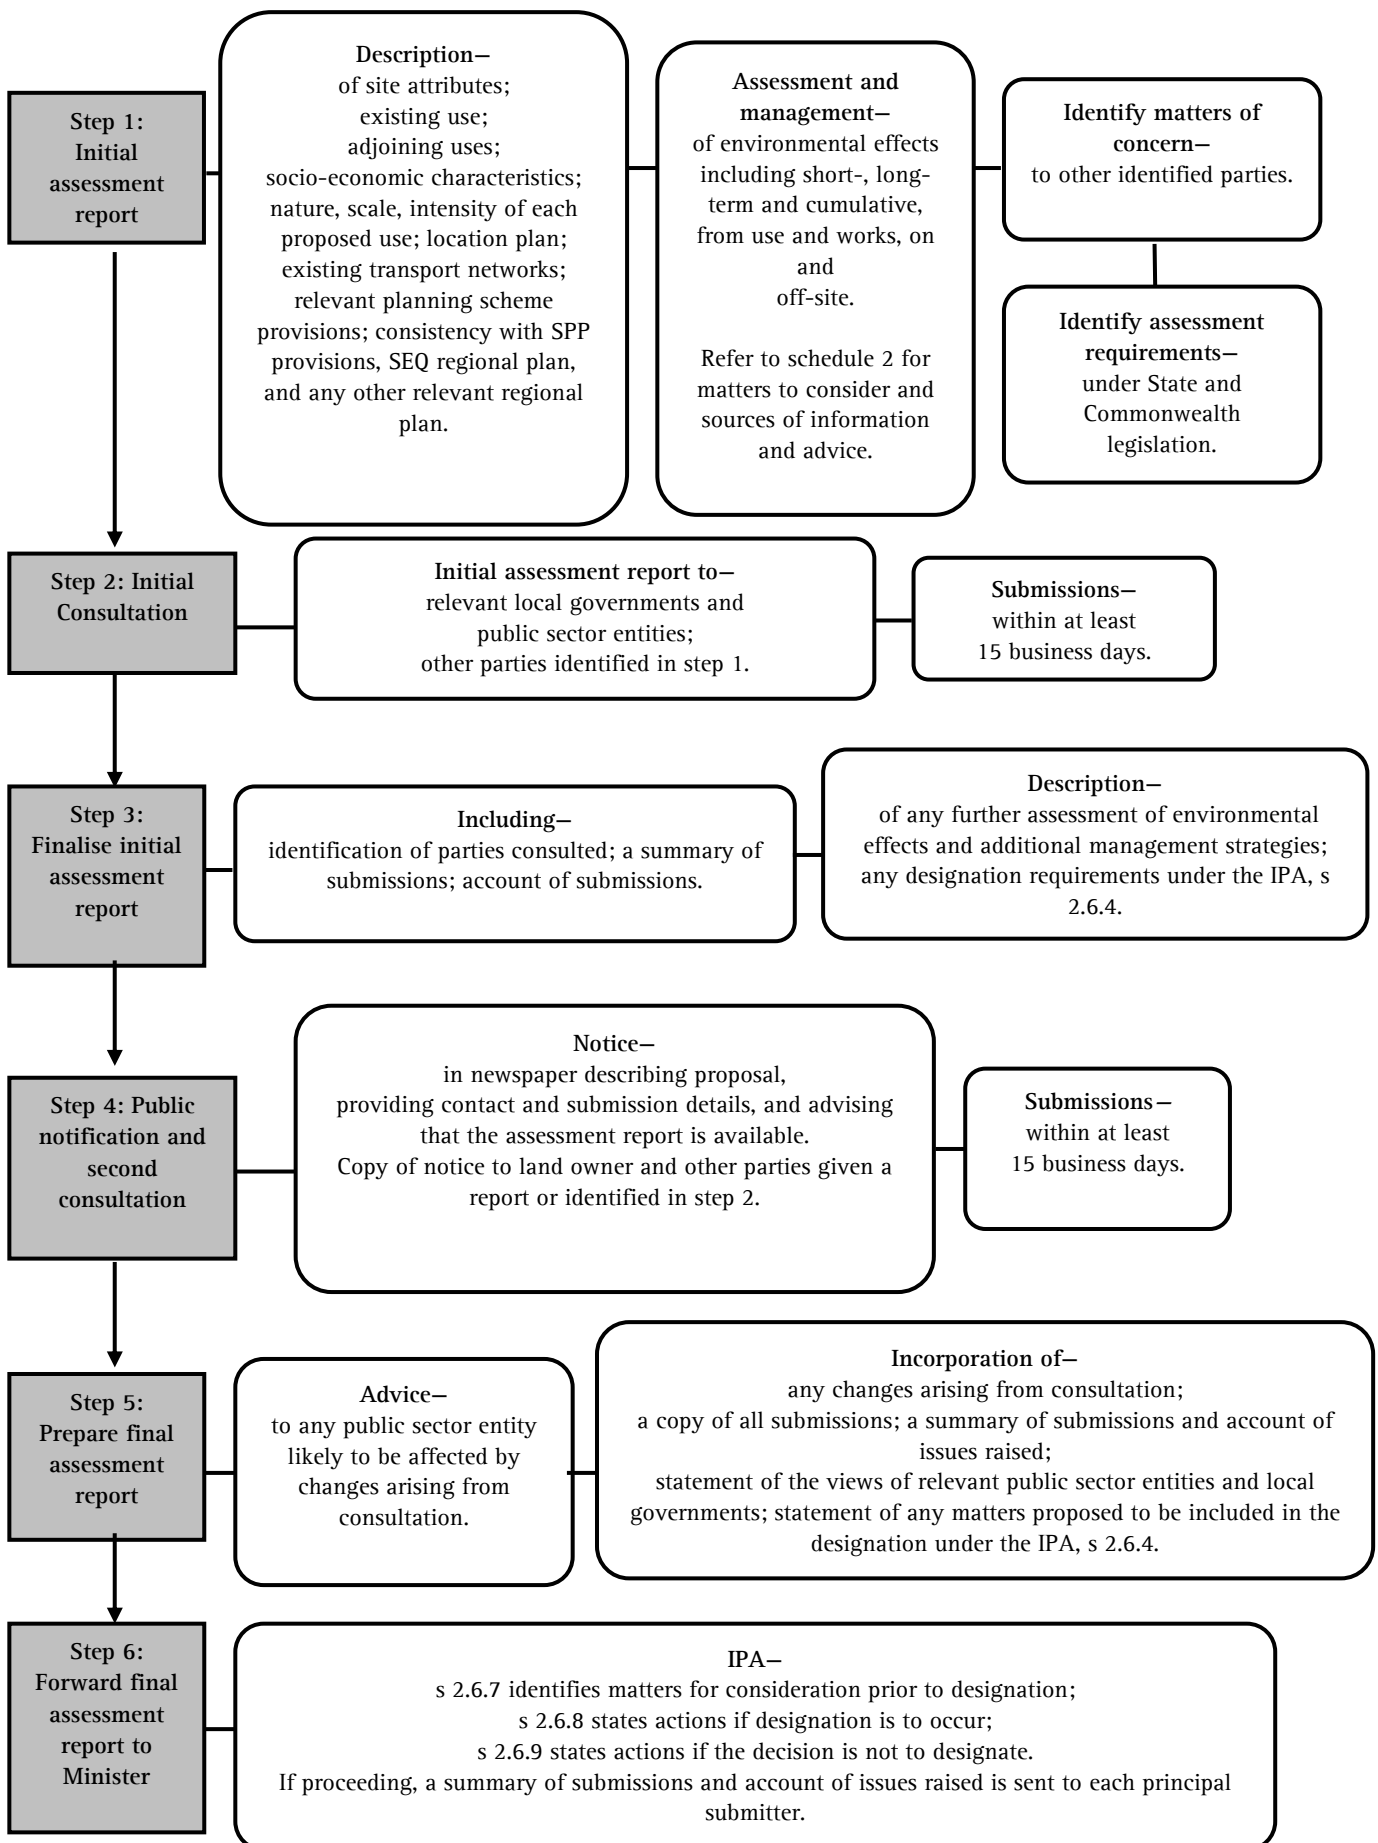 Step 1:
Initial
assessment
report
Description–
of site attributes;
existing use;
adjoining uses;
socio-economic characteristics;
nature, scale, intensity of each
proposed use; location plan;
existing transport networks;
relevant planning scheme
provisions; consistency with SPP
provisions, SEQ regional plan,
and any other relevant regional
plan.
Assessment and
management–
of environmental effects
including short-, long-
term and cumulative,
from use and works, on
and
off-site.
Refer to schedule 2 for
matters to consider and
sources of information
and advice.
Identify matters of
concern–
to other identified parties.
Identify assessment
requirements–
under State and
Commonwealth
legislation.
Step 2: Initial
Consultation
Initial assessment report to–
relevant local governments and
public sector entities;
other parties identified in step 1.
Submissions–
within at least
15 business days.
Step 3:
Finalise initial
assessment
report
Including–
identification of parties consulted; a summary of
submissions; account of submissions.
Description–
of any further assessment of environmental
effects and additional management strategies;
any designation requirements under the IPA, s
2.6.4.
Step 4: Public
notification and
second
consultation
Notice–
in newspaper describing proposal,
providing contact and submission details, and advising
that the assessment report is available.
Copy of notice to land owner and other parties given a
report or identified in step 2.
Submissions–
within at least
15 business days.
Step 5:
Prepare final
assessment
report
Advice–
to any public sector entity
likely to be affected by
changes arising from
consultation.
Incorporation of–
any changes arising from consultation;
a copy of all submissions; a summary of submissions and account of
issues raised;
statement of the views of relevant public sector entities and local
governments; statement of any matters proposed to be included in the
designation under the IPA, s 2.6.4.
Step 6:
Forward final
assessment
report to
Minister
IPA–
s 2.6.7 identifies matters for consideration prior to designation;
s 2.6.8 states actions if designation is to occur;
s 2.6.9 states actions if the decision is not to designate.
If proceeding, a summary of submissions and account of issues raised is sent to each principal
submitter.